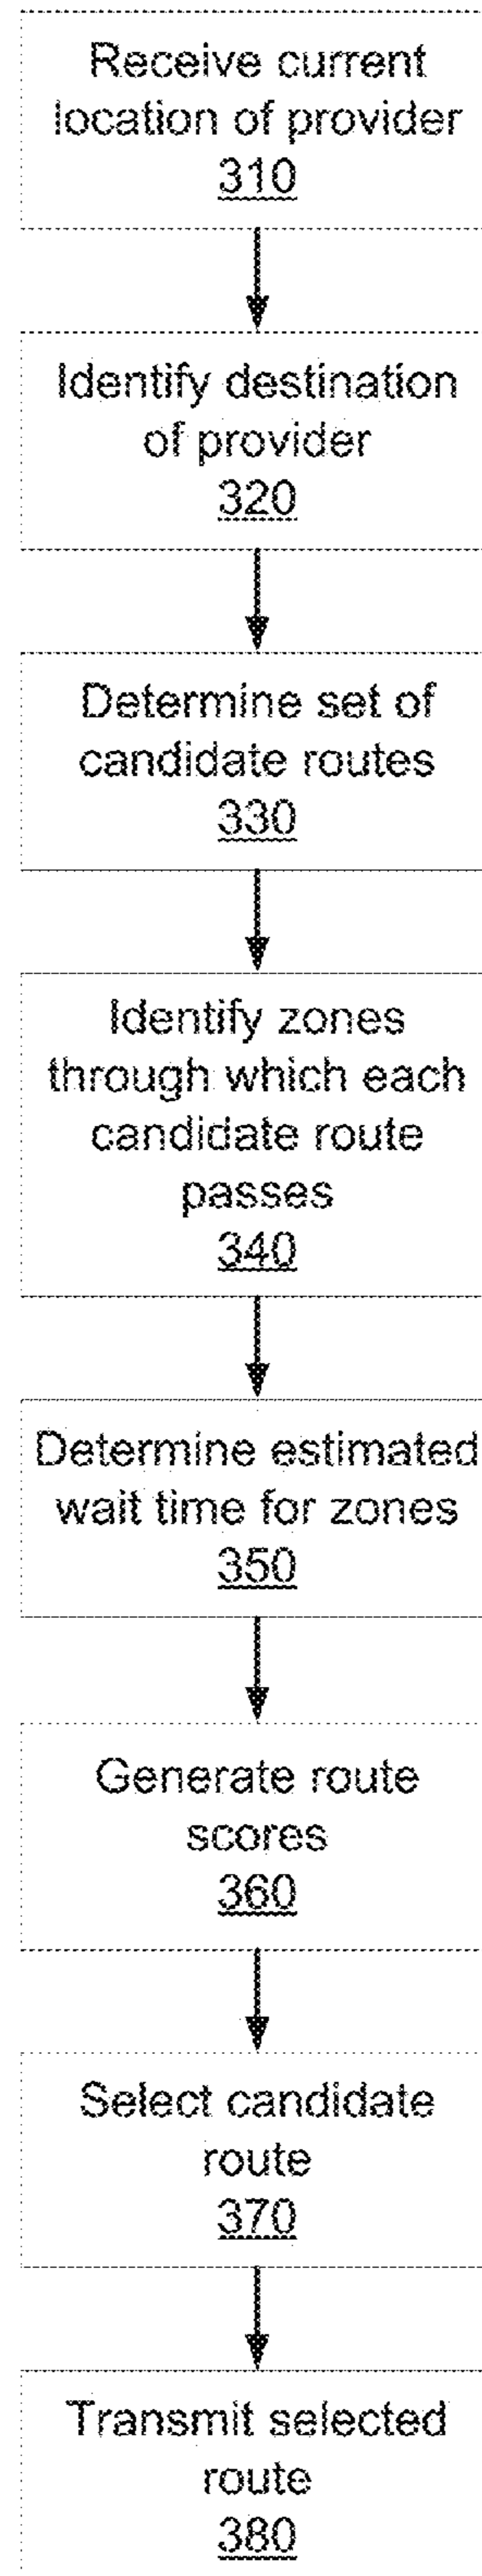 Receive current
location of provider
310
Identify destination
of provider
320
Determine set of
candidate routes
330
Identify zones
through which each
candidate route
passes
340
Determine estimated
wait time for zones
350
Generate route
scores
360
Select candidate
route
370
Transmit selected
route
380